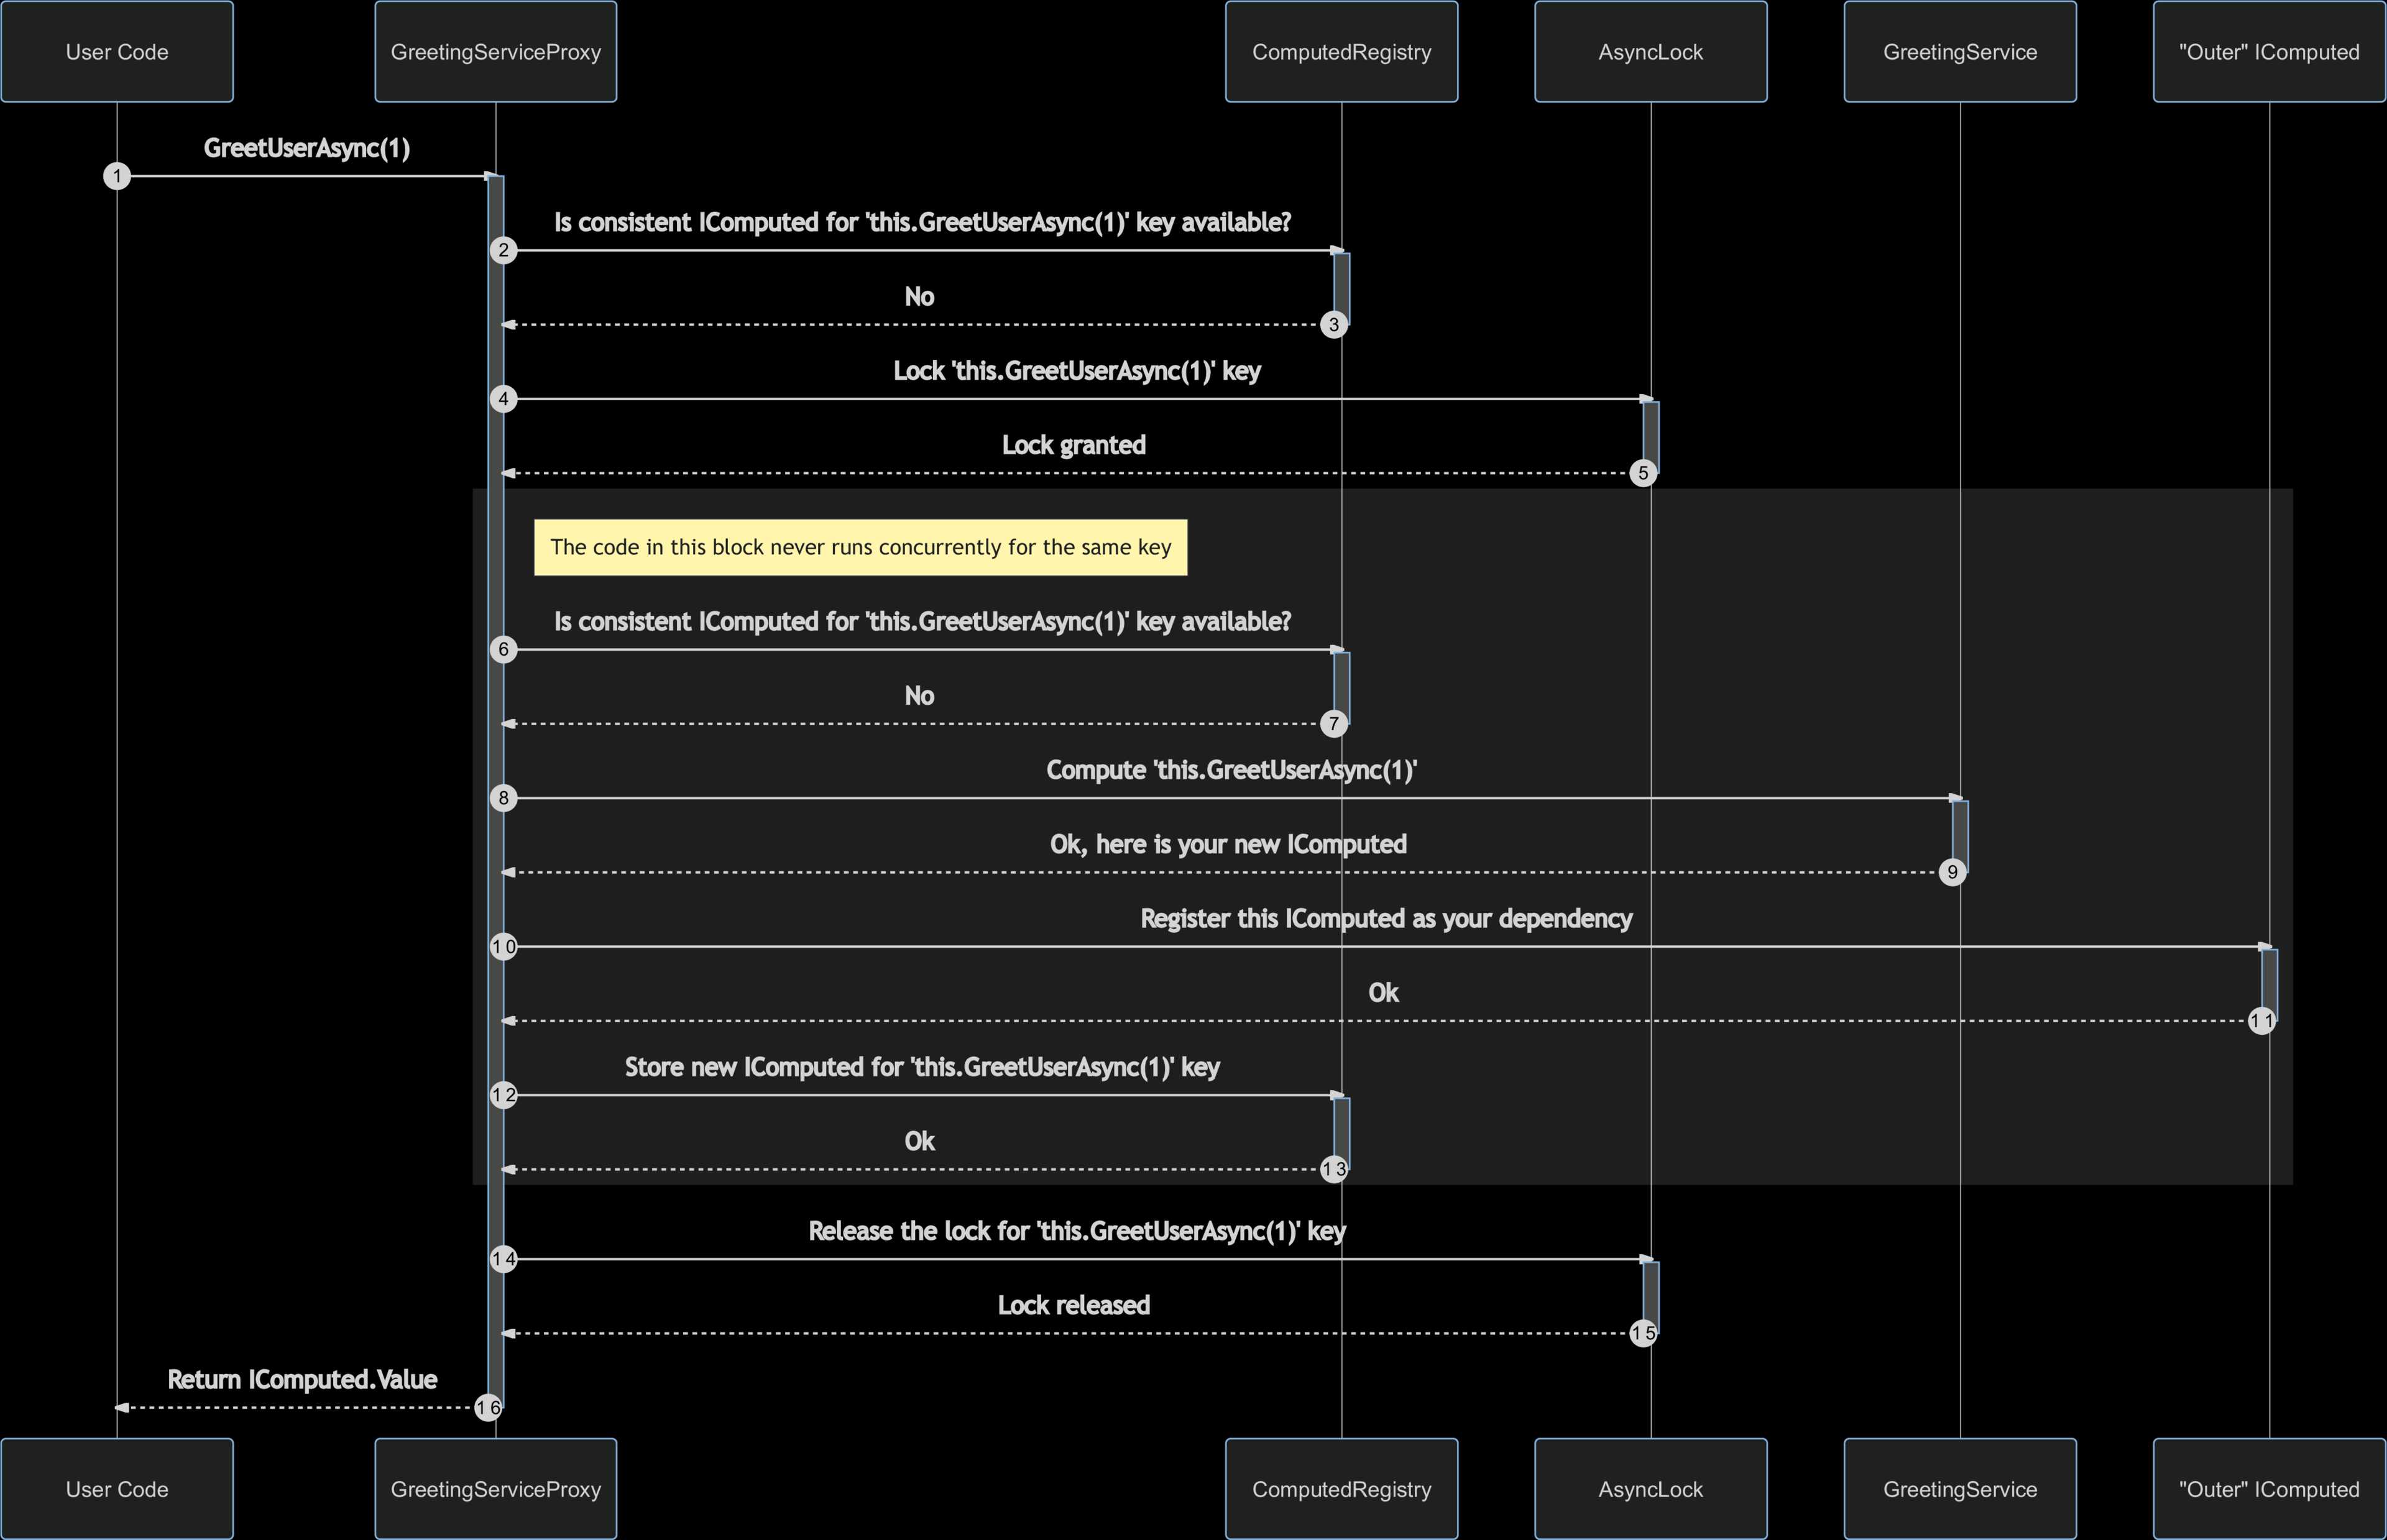 User Code
GreetingServiceProxy
ComputedRegistry
AsyncLock
GreetingService
"Outer" IComputed
GreetUserAsync(1)
1
Is consistent IComputed for 'this.GreetUserAsync(1)' key available?
2
No
3
Lock 'this.GreetUserAsync(1)' key
4
Lock granted
5
The code in this block never runs concurrently for the same key
Is consistent IComputed for 'this.GreetUserAsync(1)' key available?
6
No
7
Compute 'this.GreetUserAsync(1)'
8
Ok, here is your new IComputed
9
Register this IComputed as your dependency
10
Ok
11
Store new IComputed for 'this.GreetUserAsync(1)' key
12
Ok
13
Release the lock for 'this.GreetUserAsync(1)' key
14
Lock released
15
Return IComputed.Value
16
User Code
GreetingServiceProxy
ComputedRegistry
AsyncLock
GreetingService
"Outer" IComputed